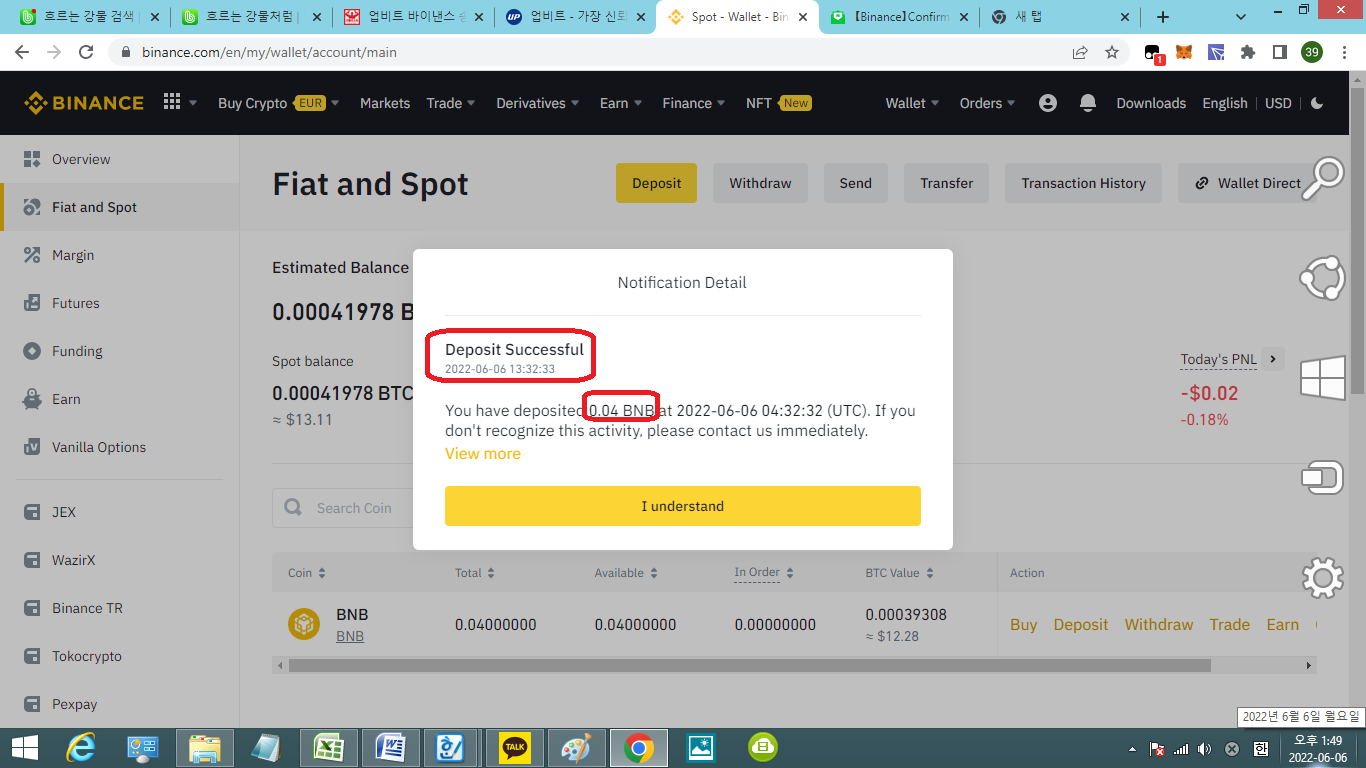 흐르는 강물 검색
흐르는 강물처럼
업비트 바이낸스
UP
업비트 - 가장 신뢰
Spot - Wallet - Bin
【Binance】Confirm
새 탭
binance.com/en/my/wallet/account/main
1
39
BINANCE
Buy Crypto EUR
Markets
Trade
Derivatives
Earn
Finance
NFT New
Wallet
Orders
Downloads
English
USD
Overview
Fiat and Spot
Margin
Futures
Funding
Earn
Vanilla Options
JEX
WazirX
Binance TR
Tokocrypto
Pexpay
Fiat and Spot
Deposit
Withdraw
Send
Transfer
Transaction History
Wallet Direct
Estimated Balance
0.00041978 B
Spot balance
0.00041978 BTC
≈ $13.11
Today's PNL
-$0.02
-0.18%
Search Coin
Notification Detail
Deposit Successful
2022-06-06 13:32:33
You have deposited 0.04 BNB at 2022-06-06 04:32:32 (UTC). If you
don't recognize this activity, please contact us immediately.
View more
I understand
Coin
Total
Available
In Order
BTC Value
Action
BNB
BNB
0.04000000
0.04000000
0.00000000
0.00039308
≈ $12.28
Buy
Deposit
Withdraw
Trade
Earn
2022년 6월 6일 월요일
TALK
한
오후 1:49
2022-06-06